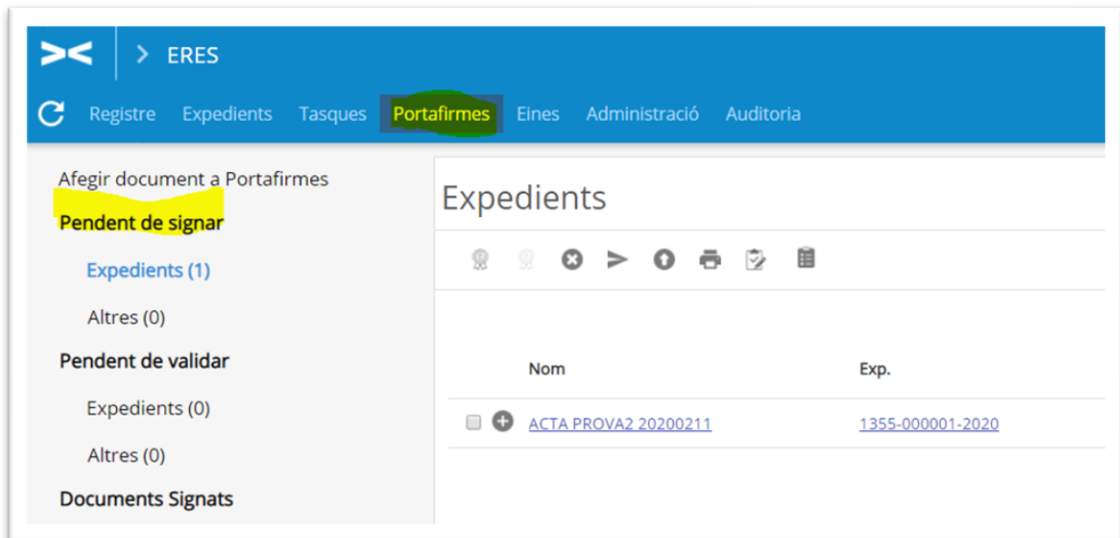 ERES
Registre Expedients Tasques Portafirmes Eines Administració Auditoria
Afegir document a Portafirmes
Pendent de signar
Expedients (1)
Altres (0)
Pendent de validar
Expedients (0)
Altres (0)
Documents Signats
Expedients
Nom Exp.
ACTA PROVA2 20200211 1355-000001-2020